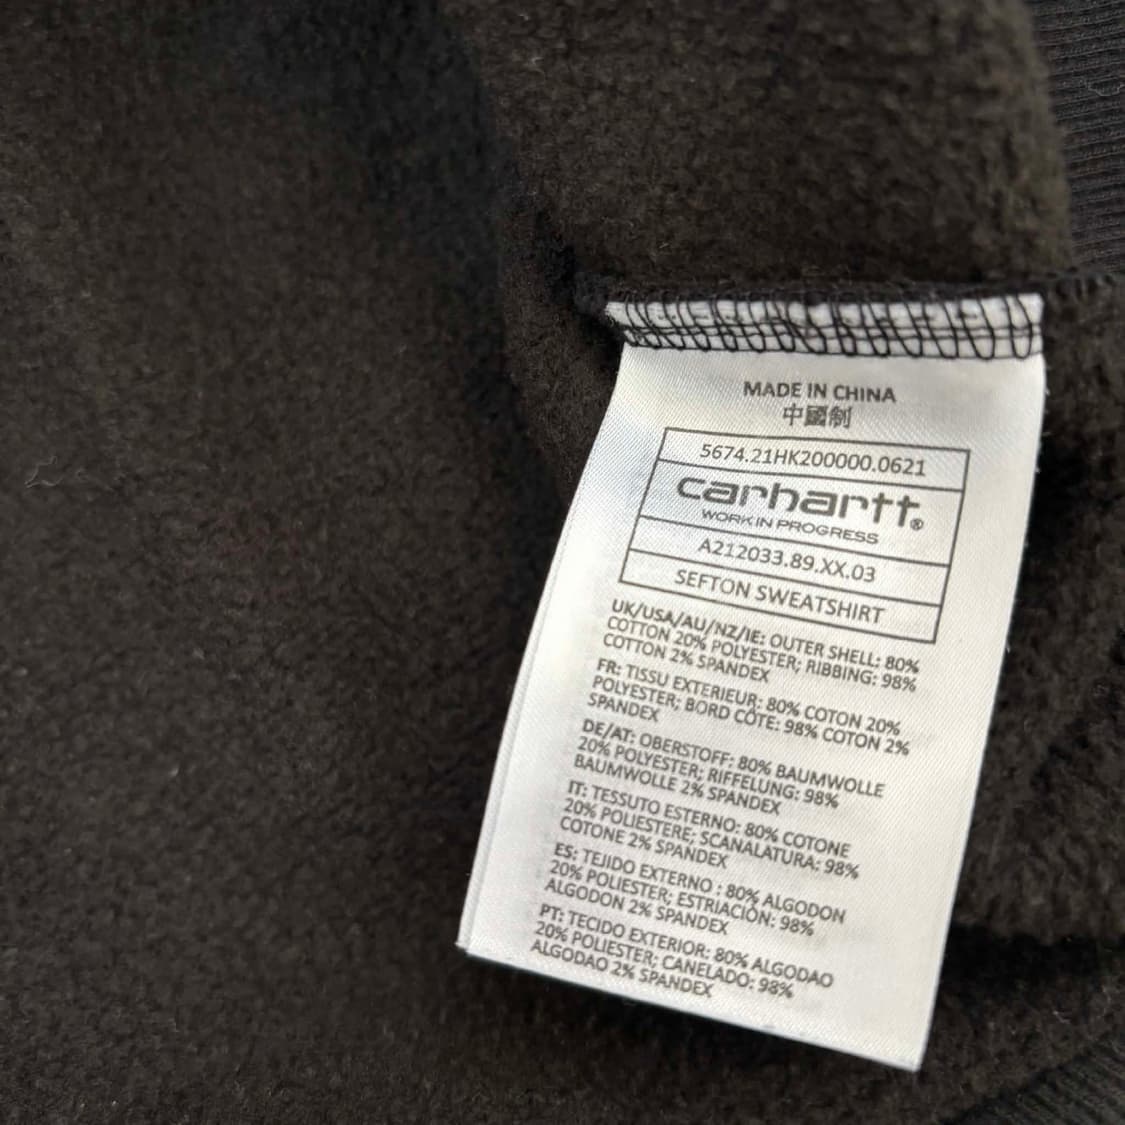 MADE IN CHINA
中國制
5674.21HK200000.0621
carhartt®
WORK IN PROGRESS
A212033.89.XX.03
SEFTON SWEATSHIRT
UK/USA/AU/NZ/IE: OUTER SHELL: 80%
COTTON 20% POLYESTER; RIBBING: 98%
COTTON 2% SPANDEX
FR: TISSU EXTERIEUR: 80% COTON 20%
POLYESTER; BORD CÔTE: 98% COTON 2%
SPANDEX
DE/AT: OBERSTOFF: 80% BAUMWOLLE
20% POLYESTER; RIFFELUNG: 98%
BAUMWOLLE 2% SPANDEX
IT: TESSUTO ESTERNO: 80% COTONE
20% POLIESTERE; SCANALATURA: 98%
COTONE 2% SPANDEX
ES: TEJIDO EXTERNO : 80% ALGODON
20% POLIESTER; ESTRIACIÒN: 98%
ALGODON 2% SPANDEX
PT: TECIDO EXTERIOR: 80% ALGODAO
20% POLIESTER; CANELADO: 98%
ALGODAO 2% SPANDEX